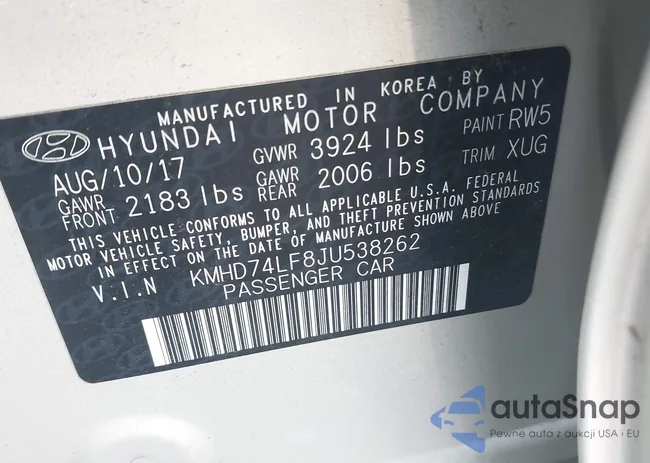 MANUFACTURED IN KOREA BY
HYUNDAI MOTOR COMPANY
AUG/10/17 GVWR 3924 lbs PAINT RW5
GAWR FRONT 2183 lbs GAWR REAR 2006 lbs TRIM XUG
THIS VEHICLE CONFORMS TO ALL APPLICABLE U.S.A. FEDERAL
MOTOR VEHICLE SAFETY, BUMPER, AND THEFT PREVENTION STANDARDS
IN EFFECT ON THE DATE OF MANUFACTURE SHOWN ABOVE
V.I.N KMHD74LF8JU538262
PASSENGER CAR
autaSnap
Pewne auta z aukcji USA i EU